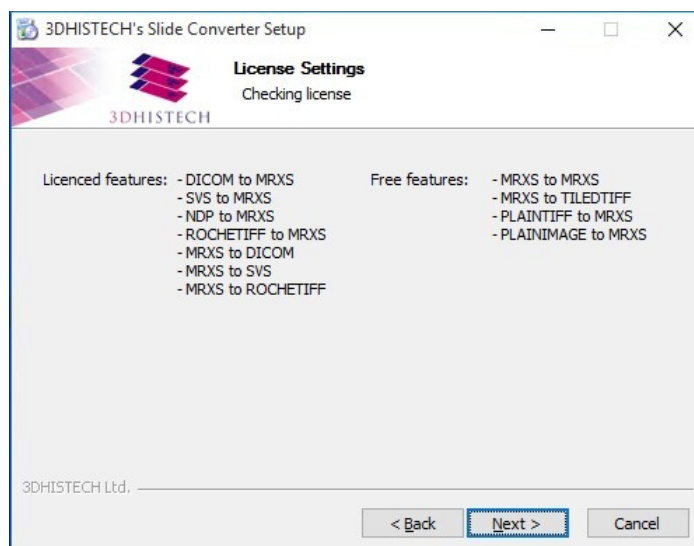 3DHISTECH's Slide Converter Setup
License Settings
Checking license
3DHISTECH
Licenced features:
- DICOM to MRXS
- SVS to MRXS
- NDP to MRXS
- ROCHETIFF to MRXS
- MRXS to DICOM
- MRXS to SVS
- MRXS to ROCHETIFF
Free features:
- MRXS to MRXS
- MRXS to TILEDTIFF
- PLAINTIFF to MRXS
- PLAINIMAGE to MRXS
3DHISTECH Ltd.
< Back
Next >
Cancel